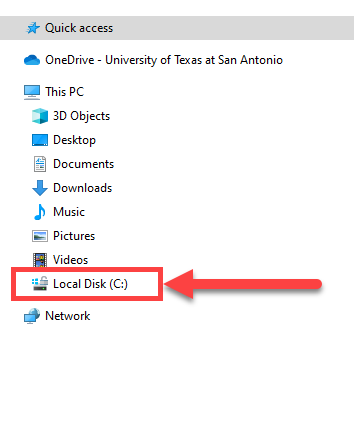 Quick access
OneDrive - University of Texas at San Antonio
This PC
3D Objects
Desktop
Documents
Downloads
Music
Pictures
Videos
Local Disk (C:)
Network